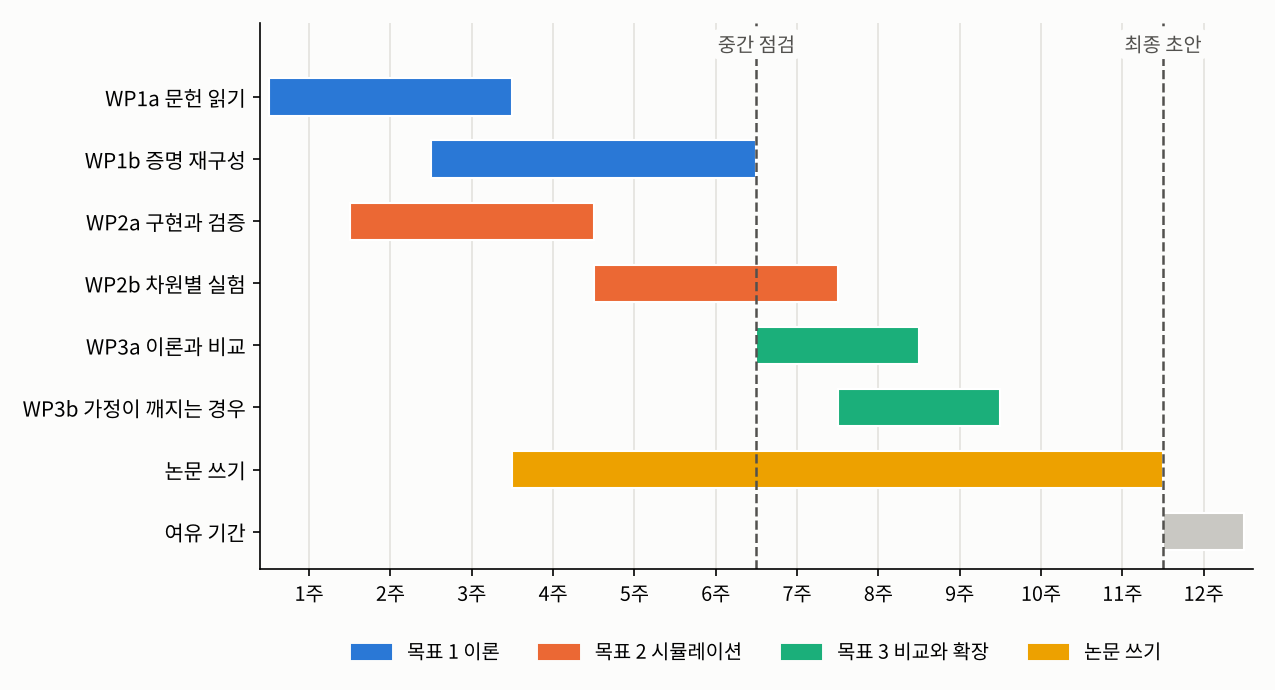 중간 점검
최종 초안
WP1a 문헌 읽기
WP1b 증명 재구성
WP2a 구현과 검증
WP2b 차원별 실험
WP3a 이론과 비교
WP3b 가정이 깨지는 경우
논문 쓰기
여유 기간
1주 2주 3주 4주 5주 6주 7주 8주 9주 10주 11주 12주
목표 1 이론 목표 2 시뮬레이션 목표 3 비교와 확장 논문 쓰기